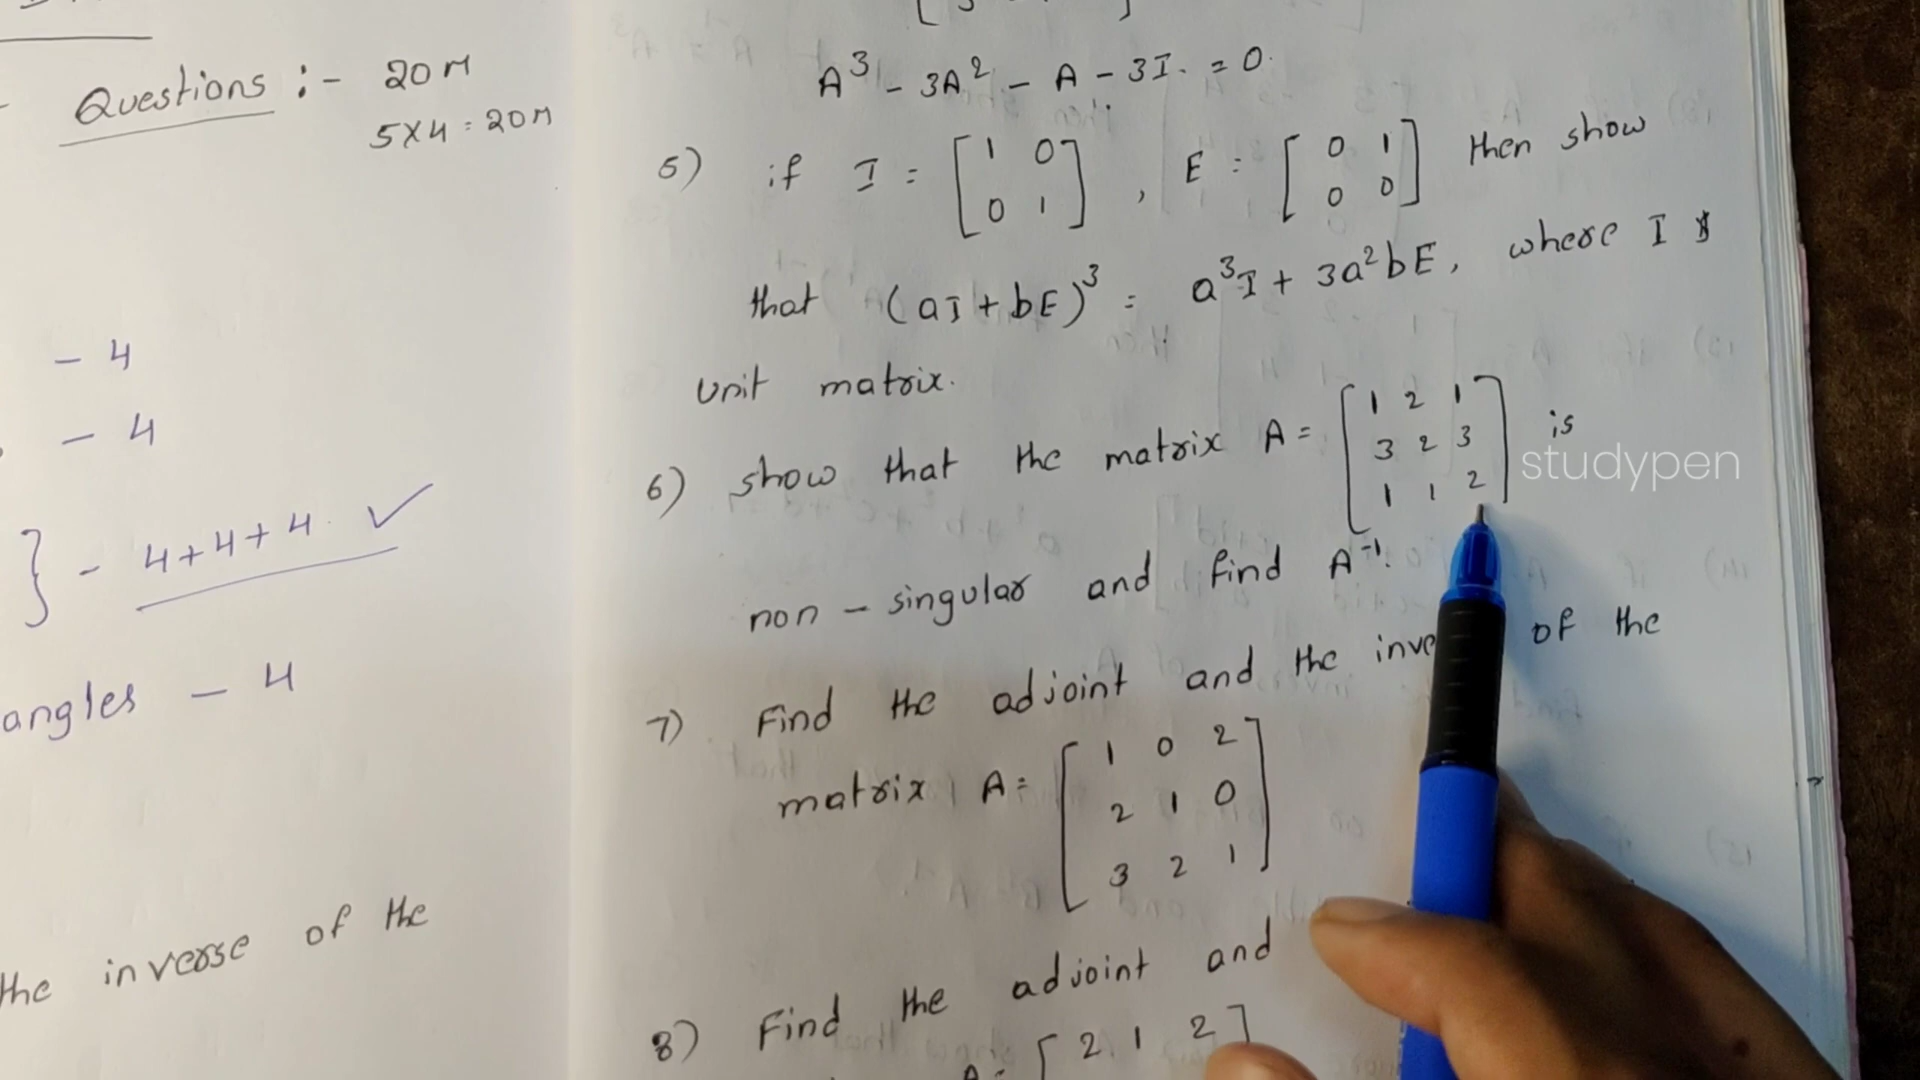 Questions :- 20M
5x4 = 20M
- 4
- 4
} - 4+4+4 ✓
angles - 4
the inverse of the
A³ - 3A² - A - 3I = 0.
5) if I = [1 0
0 1], E = [0 1
0 0] then show
that (aI + bE)³ = a³I + 3a²bE, where I is
unit matrix.
6) show that the matrix A = [1 2 1
3 2 3
1 1 2] is
studypen
non - singular and find A⁻¹.
7) Find the adjoint and the inve of the
matrix A = [1 0 2
2 1 0
3 2 1]
8) Find the adjoint and
A = [2 1 2]